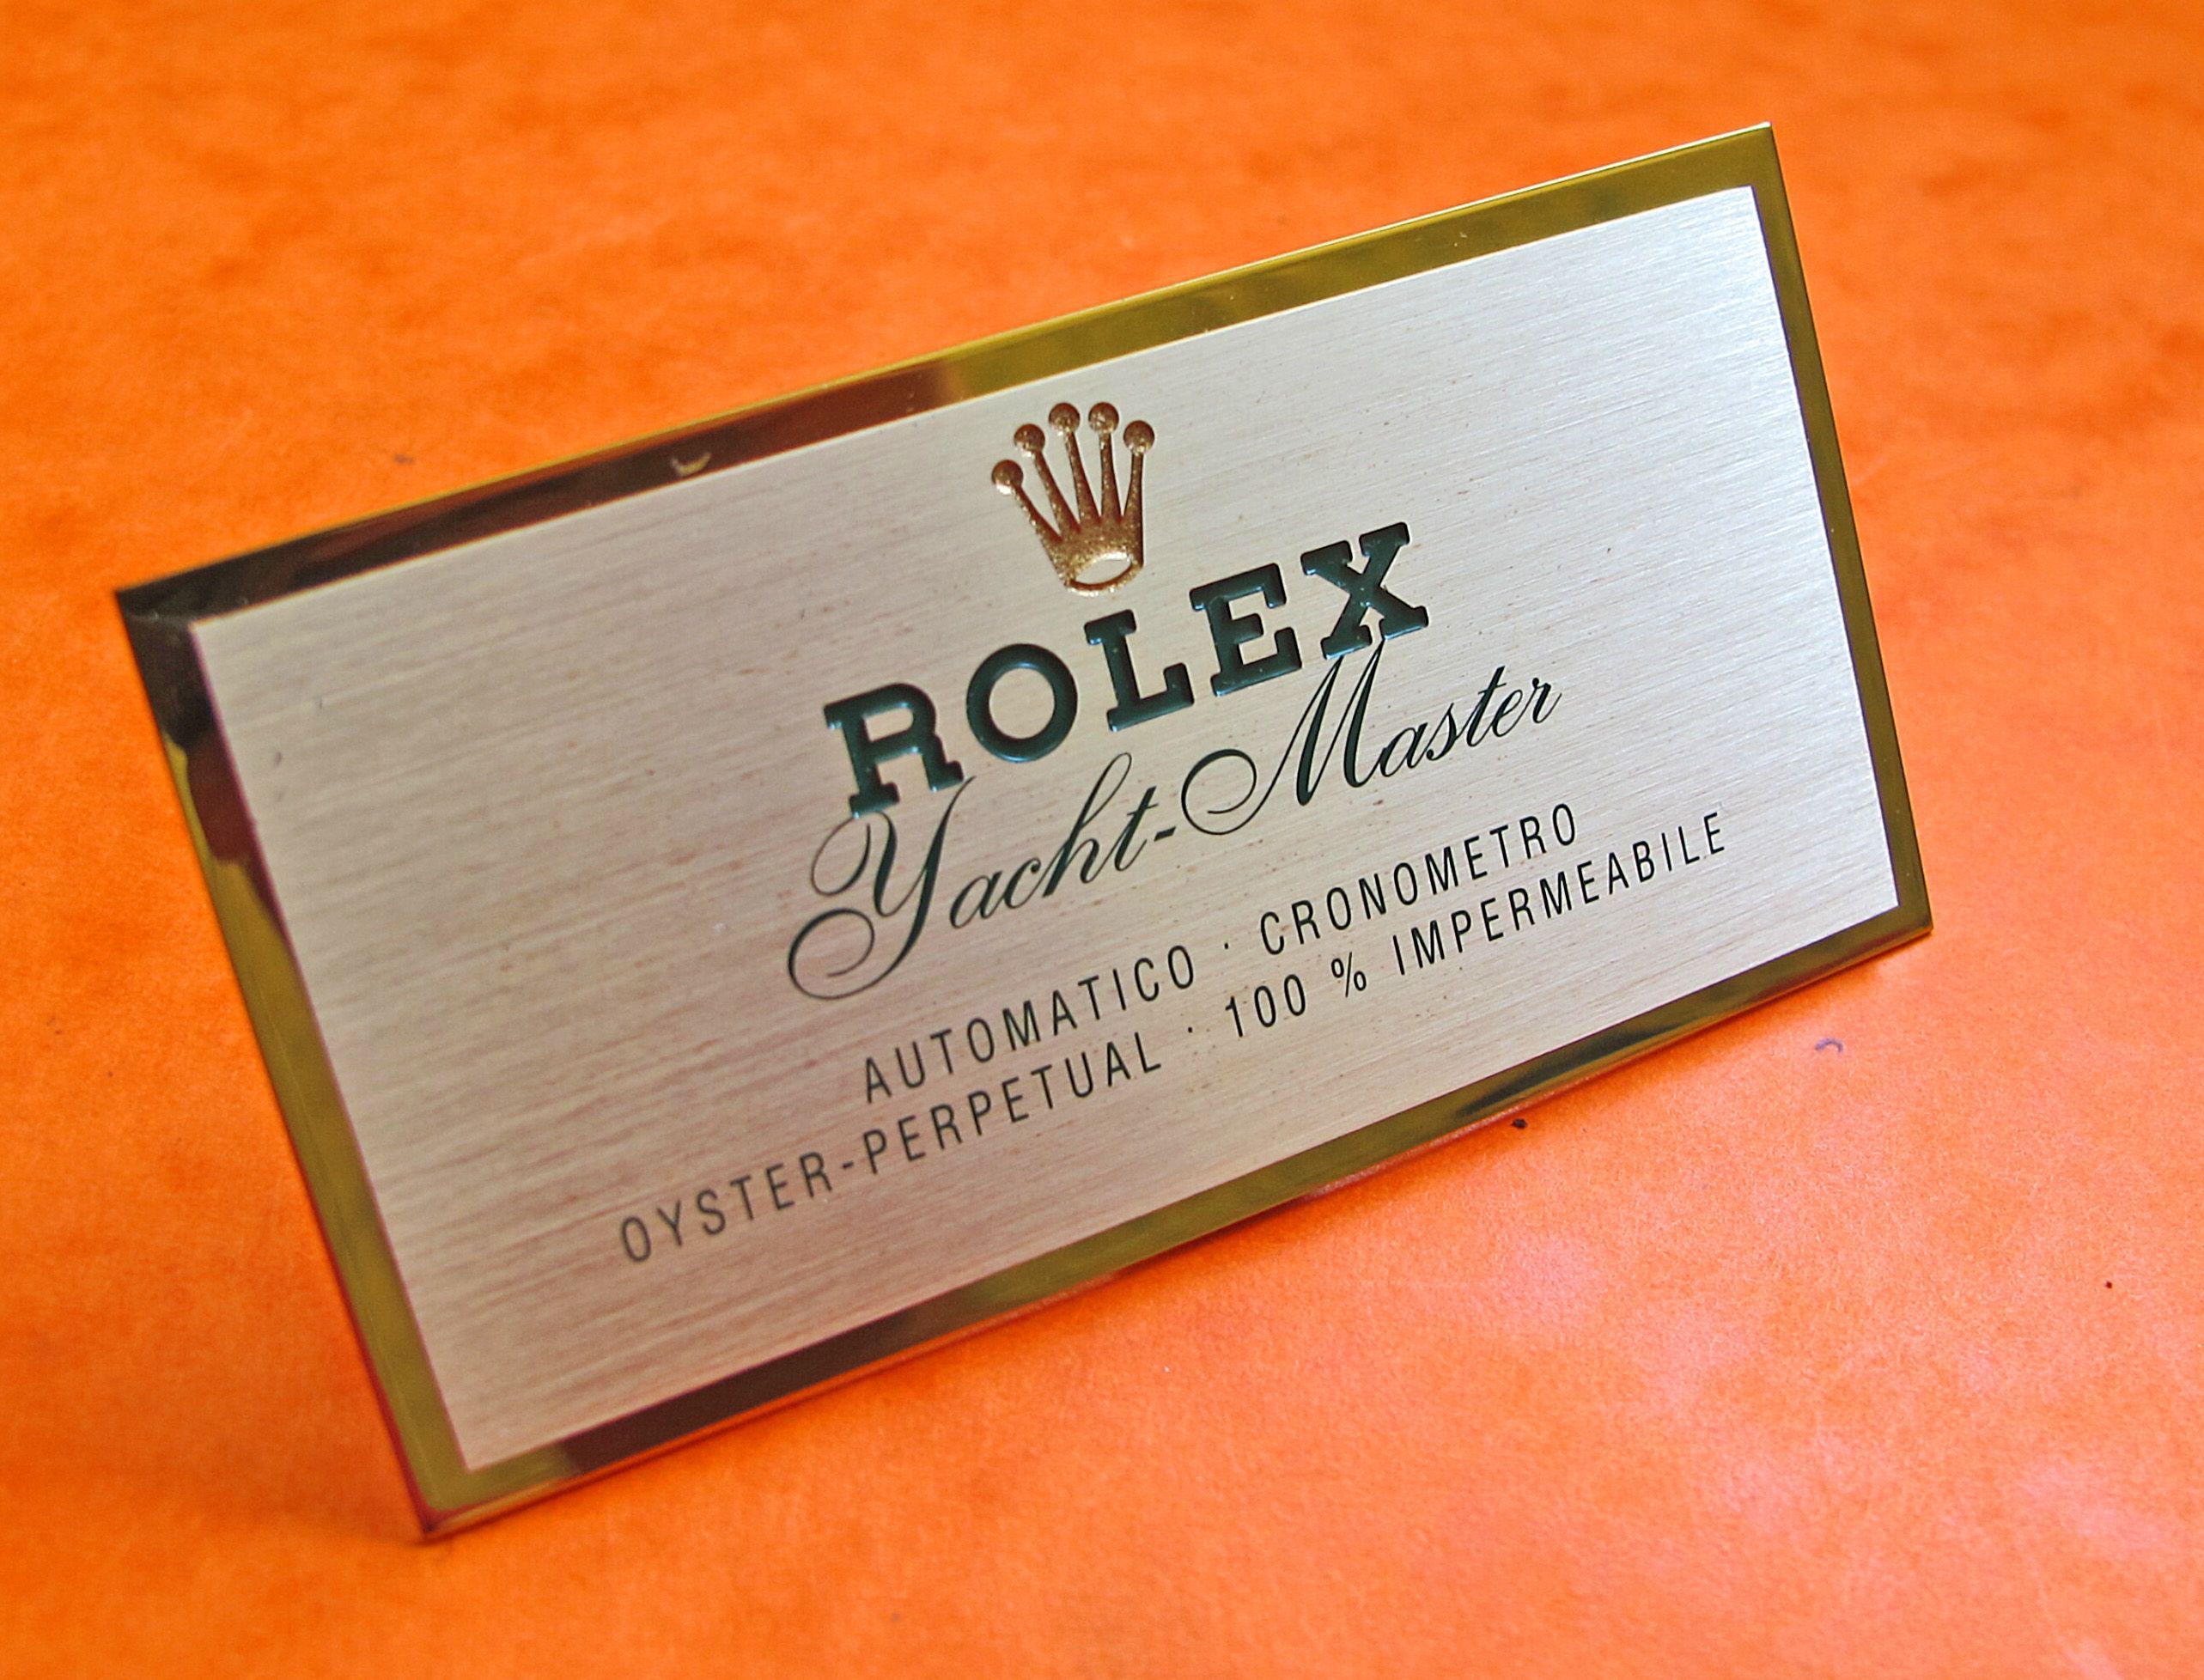 ROLEX
Yacht-Master
AUTOMATICO · CRONOMETRO
OYSTER-PERPETUAL · 100 % IMPERMEABILE